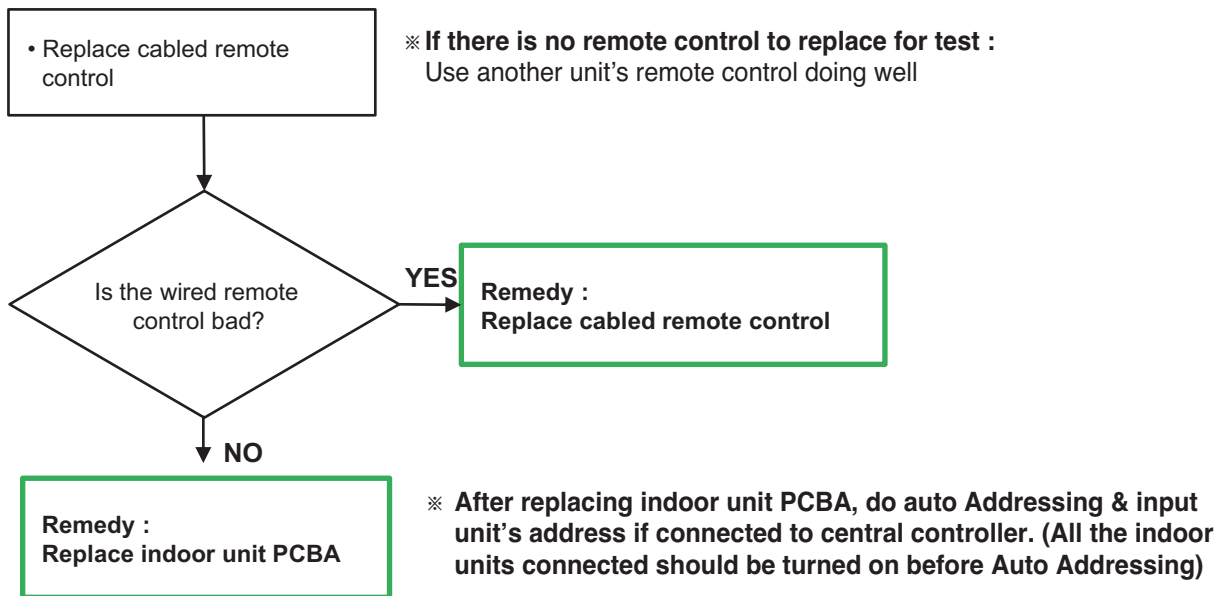 • Replace cabled remote
control
※ If there is no remote control to replace for test :
Use another unit's remote control doing well
Is the wired remote
control bad?
YES
Remedy :
Replace cabled remote control
NO
Remedy :
Replace indoor unit PCBA
※ After replacing indoor unit PCBA, do auto Addressing & input
unit's address if connected to central controller. (All the indoor
units connected should be turned on before Auto Addressing)